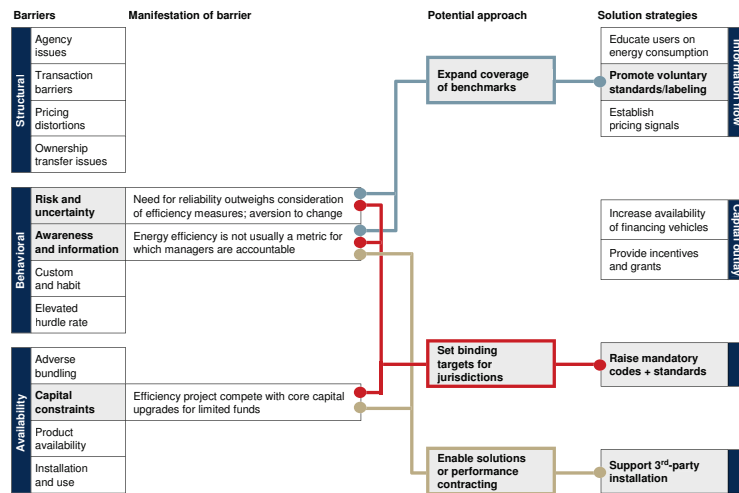 Barriers
Manifestation of barrier
Potential approach
Solution strategies
Structural
Agency
issues
Transaction
barriers
Pricing
distortions
Ownership
transfer issues
Behavioral
Risk and
uncertainty
Need for reliability outweighs consideration
of efficiency measures; aversion to change
Awareness
and information
Energy efficiency is not usually a metric for
which managers are accountable
Custom
and habit
Elevated
hurdle rate
Availability
Adverse
bundling
Capital
constraints
Efficiency project compete with core capital
upgrades for limited funds
Product
availability
Installation
and use
Expand coverage
of benchmarks
Set binding
targets for
jurisdictions
Enable solutions
or performance
contracting
Educate users on
energy consumption
Promote voluntary
standards/labeling
Establish
pricing signals
Information flow
Increase availability
of financing vehicles
Provide incentives
and grants
Capital outlay
Raise mandatory
codes + standards
Support 3rd-party
installation